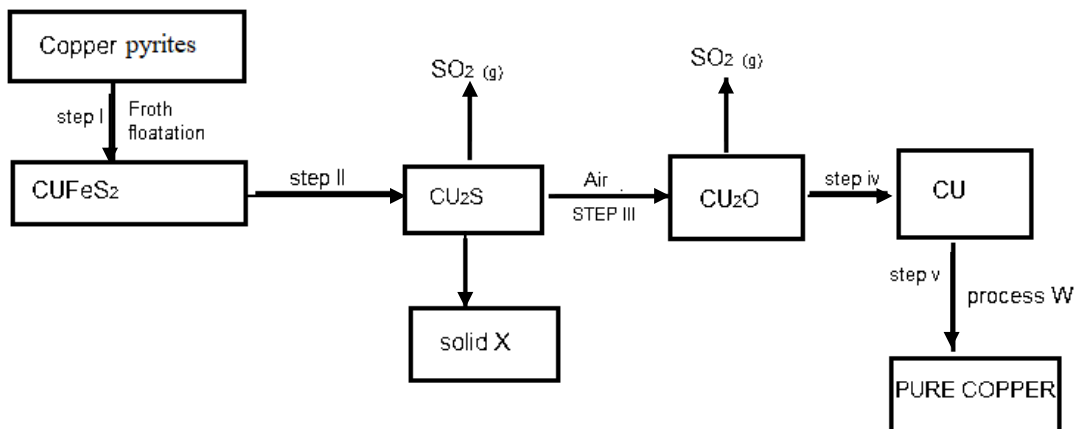 Copper pyrites
step I
Froth
floatation
CUFeS2
step II
SO2 (g)
CU2S
solid X
Air
STEP III
SO2 (g)
CU2O
step iv
CU
step v
process W
PURE COPPER